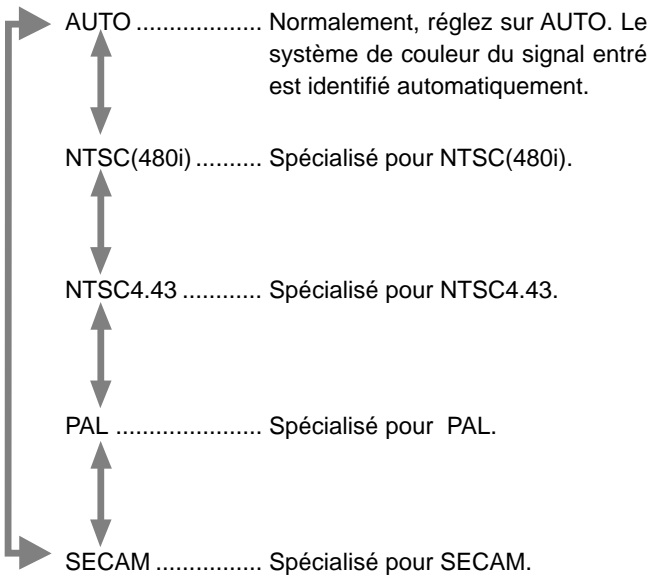 AUTO ................... Normalement, réglez sur AUTO. Le
système de couleur du signal entré
est identifié automatiquement.
NTSC(480i) .......... Spécialisé pour NTSC(480i).
NTSC4.43 ............ Spécialisé pour NTSC4.43.
PAL ...................... Spécialisé pour  PAL.
SECAM ................ Spécialisé pour SECAM.